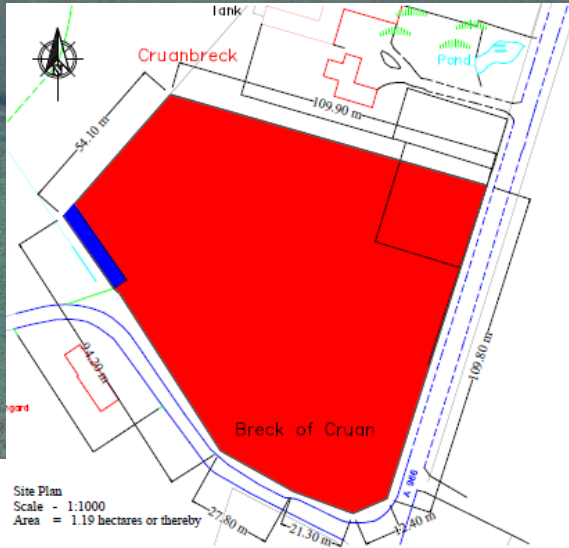 Tank
Cruanbreck
Pond
109.90 m
54.10 m
94.20 m
ngard
109.80 m
Breck of Cruan
A 966
27.80 m
21.30 m
12.40 m
Site Plan
Scale - 1:1000
Area = 1.19 hectares or thereby